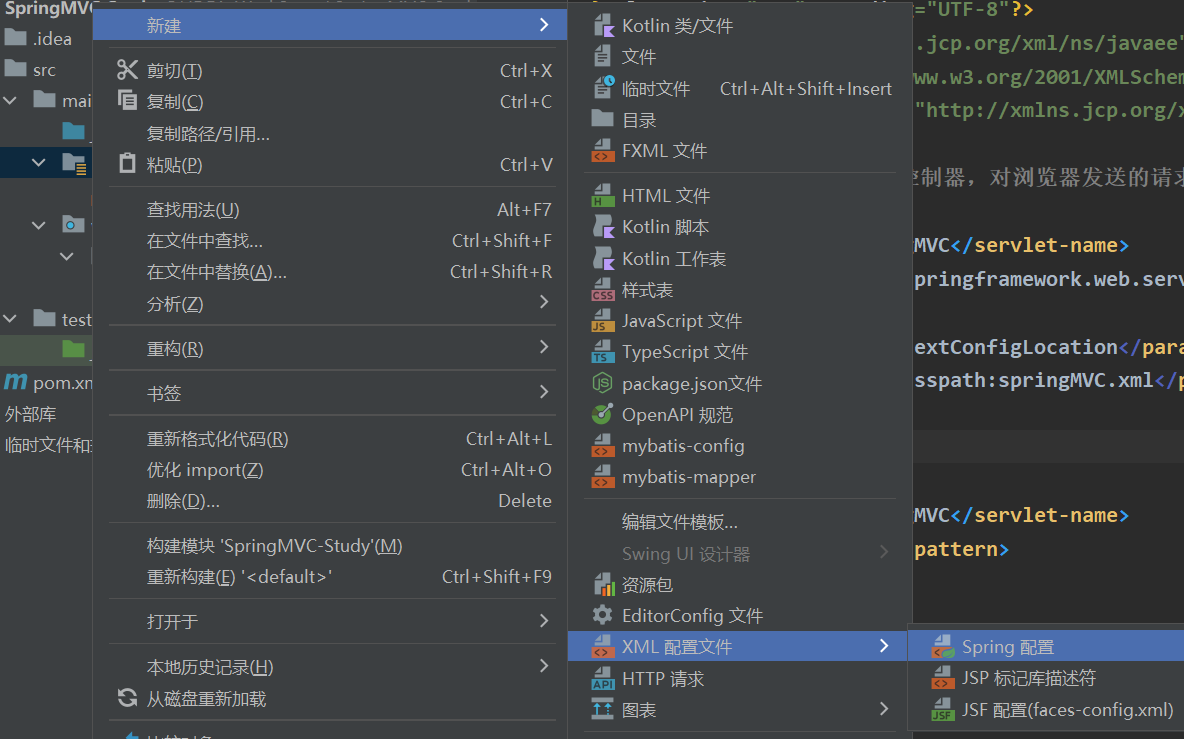 SpringMV
.idea
src
mai
test
pom.xm
外部库
临时文件和
新建
剪切(T) Ctrl+X
复制(C) Ctrl+C
复制路径/引用...
粘贴(P) Ctrl+V
查找用法(U) Alt+F7
在文件中查找... Ctrl+Shift+F
在文件中替换(A)... Ctrl+Shift+R
分析(Z)
重构(R)
书签
重新格式化代码(R) Ctrl+Alt+L
优化 import(Z) Ctrl+Alt+O
删除(D)... Delete
构建模块 'SpringMVC-Study'(M)
重新构建(E) '<default>' Ctrl+Shift+F9
打开于
本地历史记录(H)
从磁盘重新加载
Kotlin 类/文件
文件
临时文件 Ctrl+Alt+Shift+Insert
目录
FXML 文件
HTML 文件
Kotlin 脚本
Kotlin 工作表
样式表
JavaScript 文件
TypeScript 文件
package.json文件
OpenAPI 规范
mybatis-config
mybatis-mapper
编辑文件模板...
Swing UI 设计器
资源包
EditorConfig 文件
XML 配置文件
HTTP 请求
图表
Spring 配置
JSP 标记库描述符
JSF 配置(faces-config.xml)
="UTF-8"?>
.jcp.org/xml/ns/javaee"
ww.w3.org/2001/XMLSchem
"http://xmlns.jcp.org/x
控制器，对浏览器发送的请求
MVC</servlet-name>
pringframework.web.serv
extConfigLocation</para
sspath:springMVC.xml</p
MVC</servlet-name>
pattern>